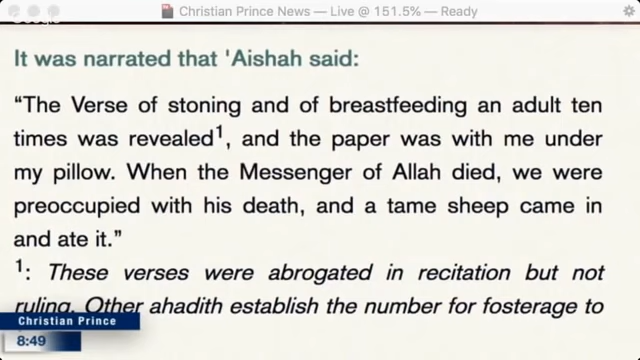 Christian Prince News — Live @ 151.5% — Ready
Google
It was narrated that 'Aishah said:
“The Verse of stoning and of breastfeeding an adult ten
times was revealed1, and the paper was with me under
my pillow. When the Messenger of Allah died, we were
preoccupied with his death, and a tame sheep came in
and ate it.”
1: These verses were abrogated in recitation but not
ruling. Other ahadith establish the number for fosterage to
Christian Prince
8:49